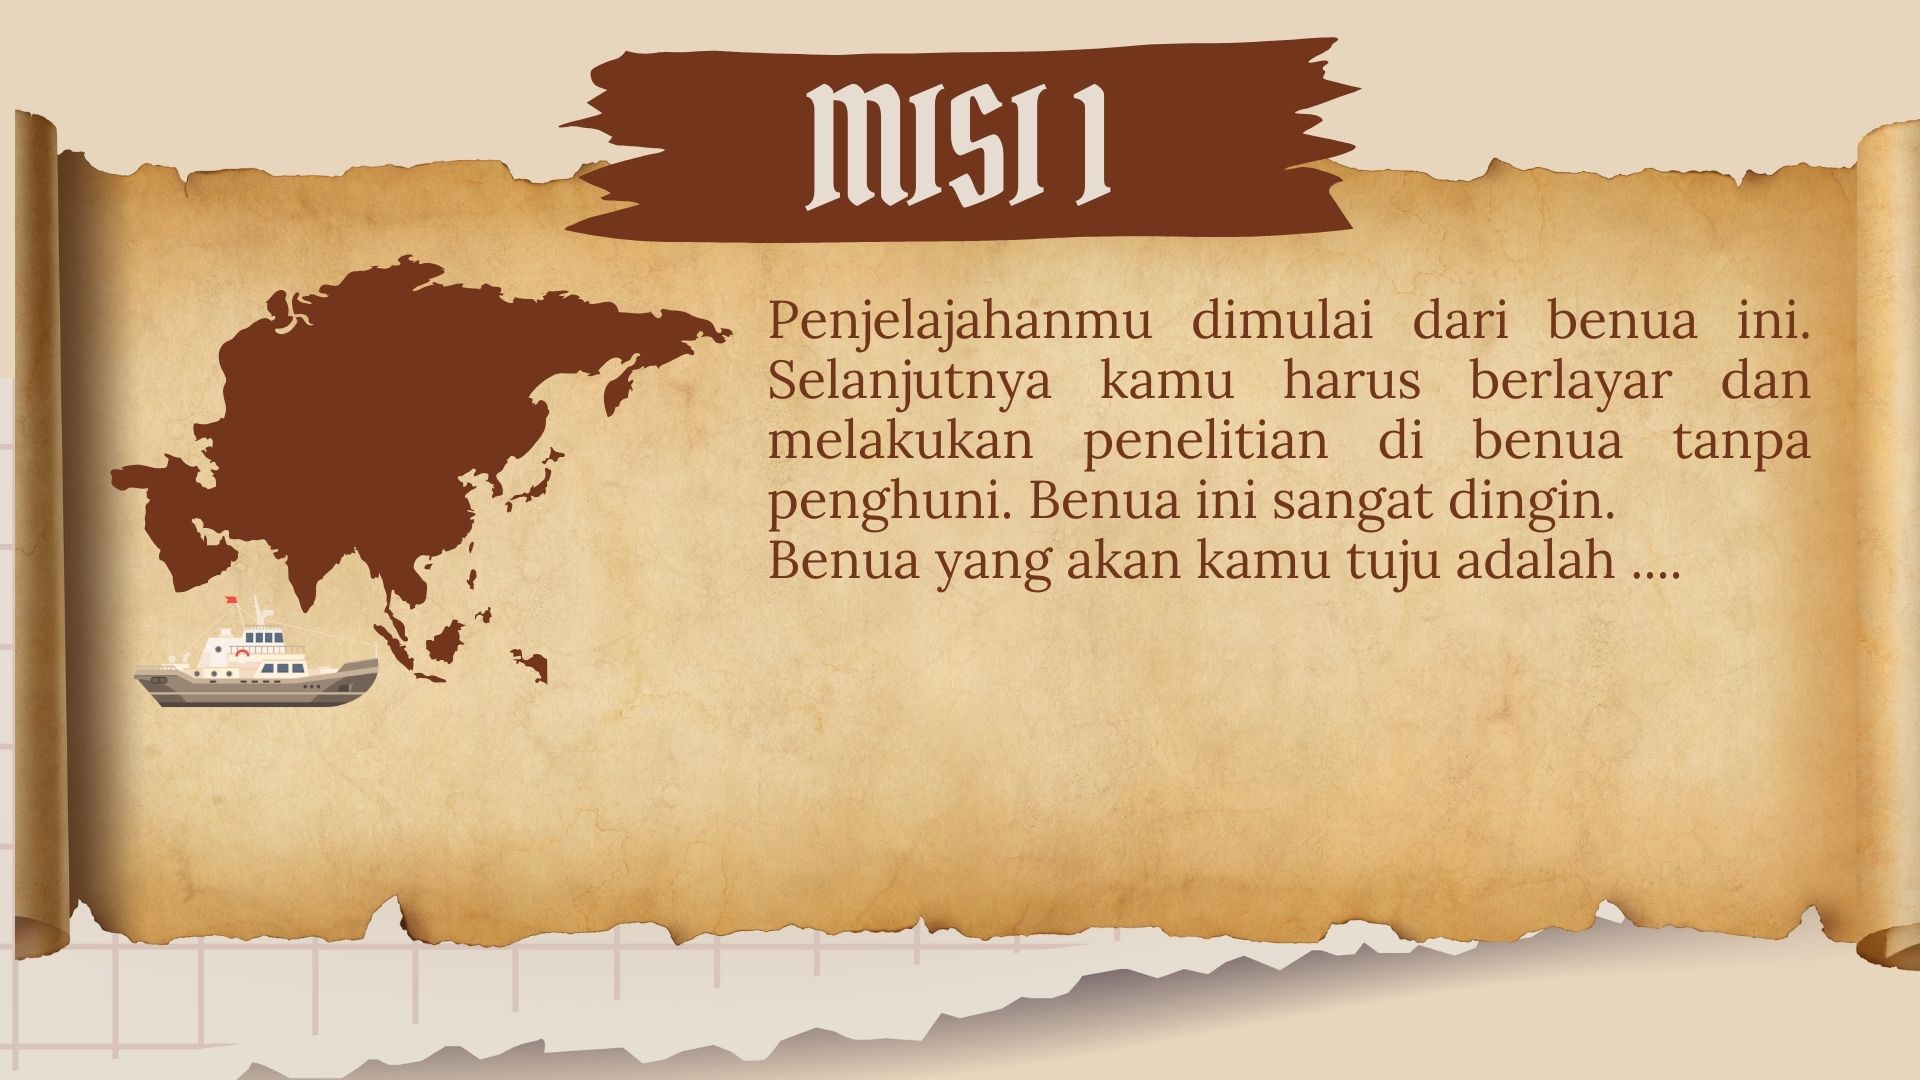 MISI 1
Penjelajahanmu dimulai dari benua ini.
Selanjutnya kamu harus berlayar dan
melakukan penelitian di benua tanpa
penghuni. Benua ini sangat dingin.
Benua yang akan kamu tuju adalah ....